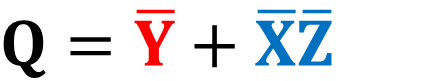 Q = Y̅ + X̅Z̅